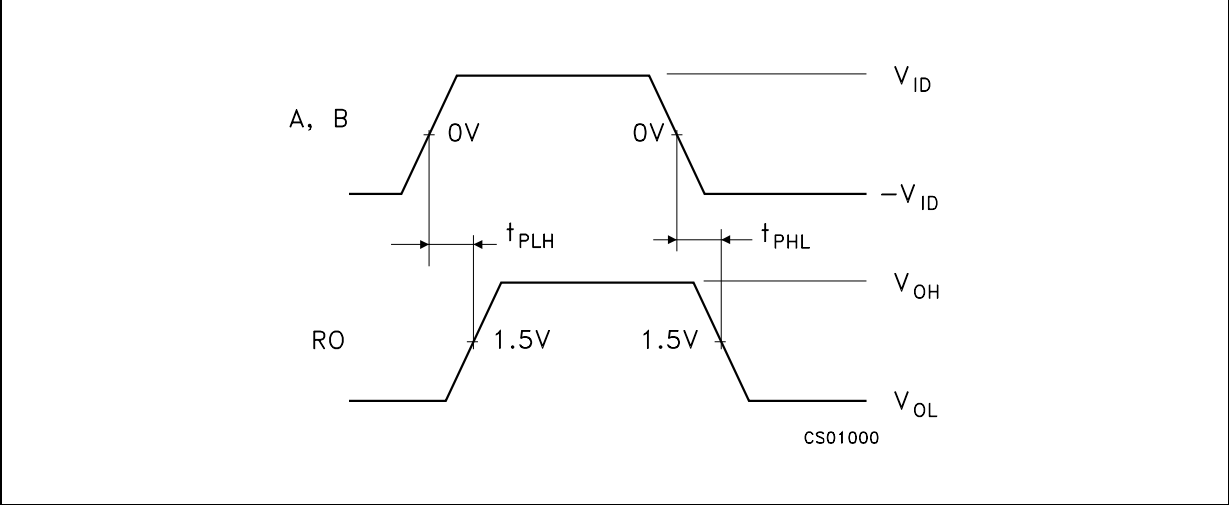 V_ID
A, B
0V
0V
-V_ID
t_PLH
t_PHL
V_OH
RO
1.5V
1.5V
V_OL
CS01000